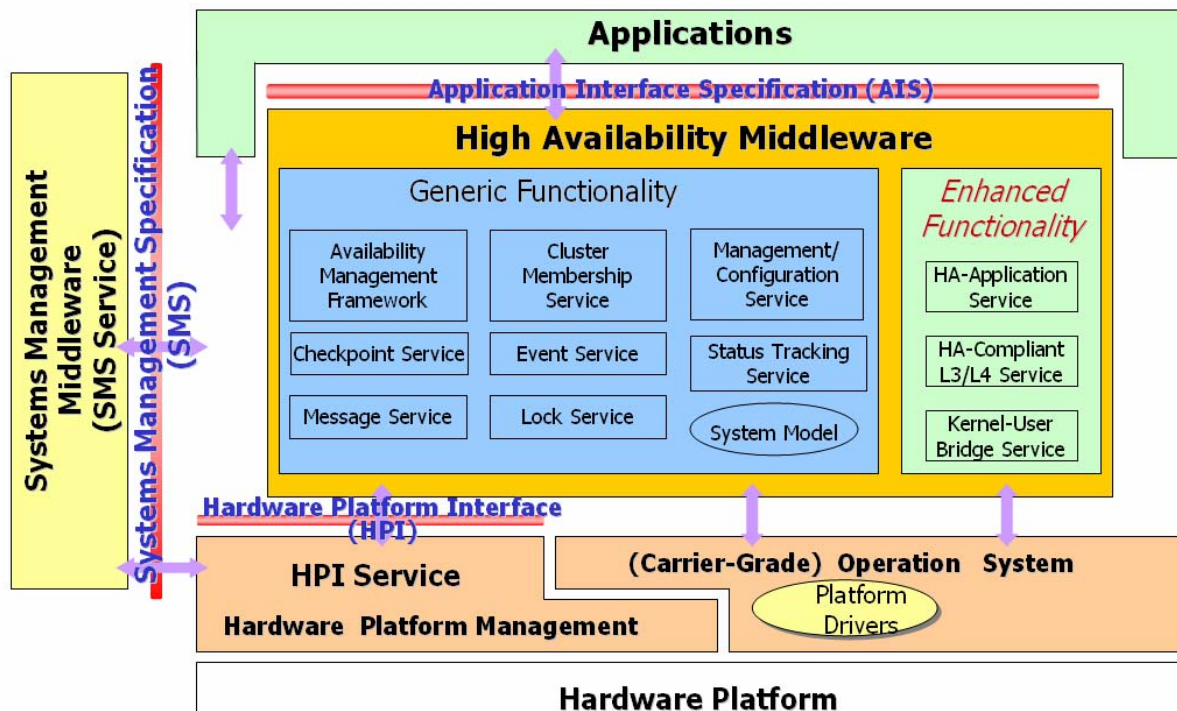 Applications
Application Interface Specification (AIS)
Systems Management
Middleware
(SMS Service)
Systems Management Specification
(SMS)
High Availability Middleware
Generic Functionality
Availability
Management
Framework
Cluster
Membership
Service
Management/
Configuration
Service
Checkpoint Service
Event Service
Status Tracking
Service
Message Service
Lock Service
System Model
Enhanced
Functionality
HA-Application
Service
HA-Compliant
L3/L4 Service
Kernel-User
Bridge Service
Hardware Platform Interface
(HPI)
HPI Service
Hardware Platform Management
(Carrier-Grade) Operation System
Platform
Drivers
Hardware Platform